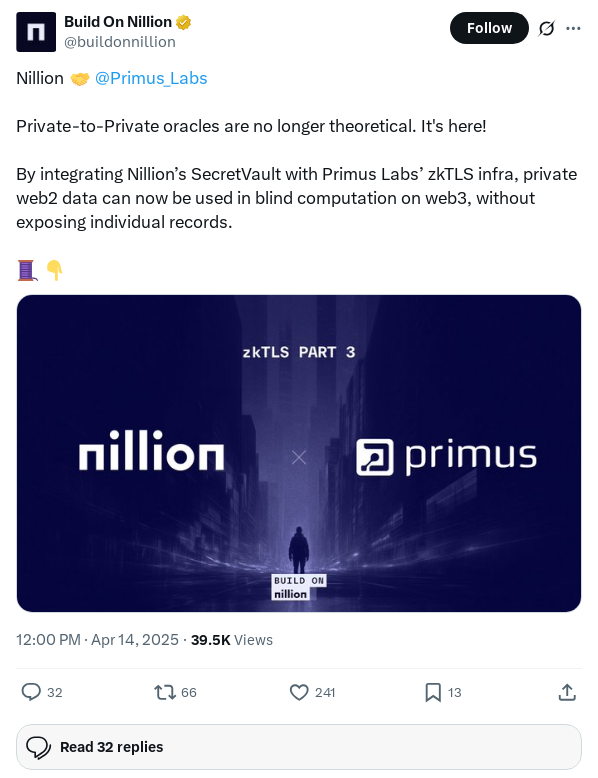 Build On Nillion
@buildonnillion
Follow
Nillion 🤝 @Primus_Labs
Private-to-Private oracles are no longer theoretical. It's here!
By integrating Nillion’s SecretVault with Primus Labs’ zkTLS infra, private
web2 data can now be used in blind computation on web3, without
exposing individual records.
🧵 👇
zkTLS PART 3
nillion × primus
BUILD ON
nillion
12:00 PM · Apr 14, 2025 · 39.5K Views
32 66 241 13
Read 32 replies